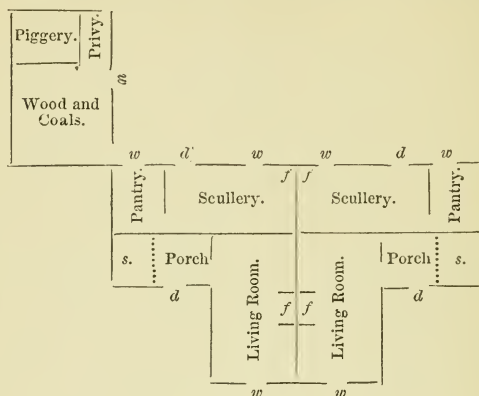 Piggery.
Privy.
Wood and
Coals.
w d w w d w
f f
Pantry.
Scullery.
Scullery.
Pantry.
s.
Porch
Living Room.
Living Room.
Porch
s.
d
f f
d
w w